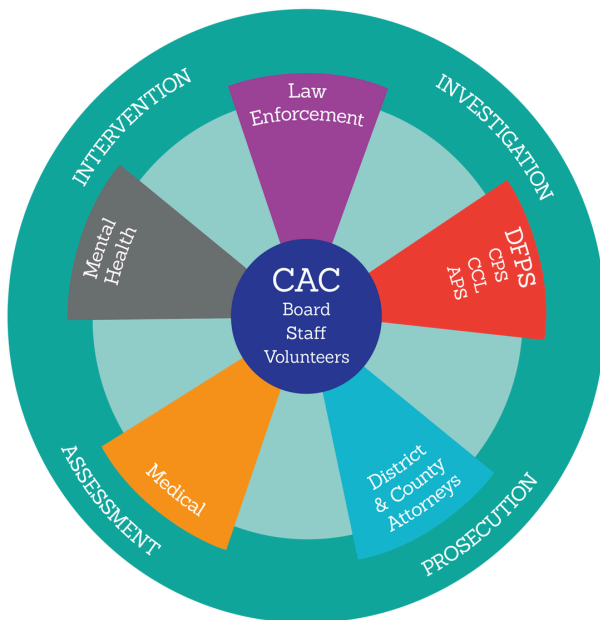 INTERVENTION
INVESTIGATION
Law
Enforcement
Mental
Health
DFPS
CPS
CCL
APS
CAC
Board
Staff
Volunteers
Medical
District
& County
Attorneys
ASSESSMENT
PROSECUTION